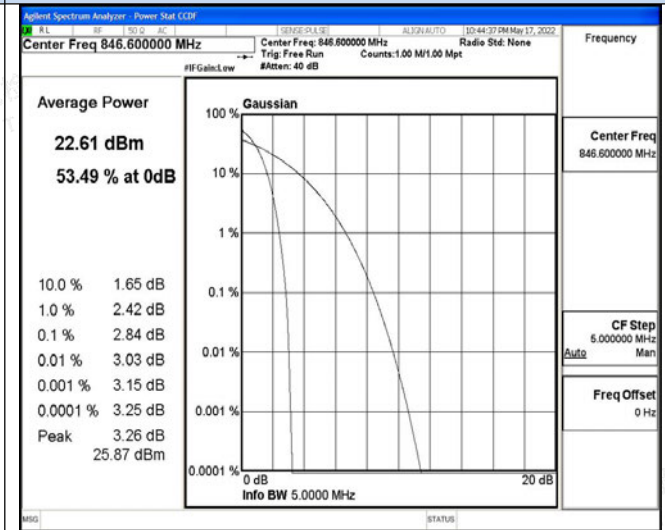 Agilent Spectrum Analyzer - Power Stat CCDF
RL RF 50 Ω AC SENSE:PULSE ALIGN AUTO 10:44:37 PM May 17, 2022
Center Freq 846.600000 MHz
Center Freq: 846.600000 MHz Radio Std: None
Trig: Free Run Counts:1.00 M/1.00 Mpt
#IFGain:Low #Atten: 40 dB
Frequency
Average Power
22.61 dBm
53.49 % at 0dB
10.0 % 1.65 dB
1.0 % 2.42 dB
0.1 % 2.84 dB
0.01 % 3.03 dB
0.001 % 3.15 dB
0.0001 % 3.25 dB
Peak 3.26 dB
25.87 dBm
Gaussian
100 %
10 %
1 %
0.1 %
0.01 %
0.001 %
0.0001 %
0 dB 20 dB
Info BW 5.0000 MHz
Center Freq
846.600000 MHz
CF Step
5.000000 MHz
Auto Man
Freq Offset
0 Hz
MSG STATUS